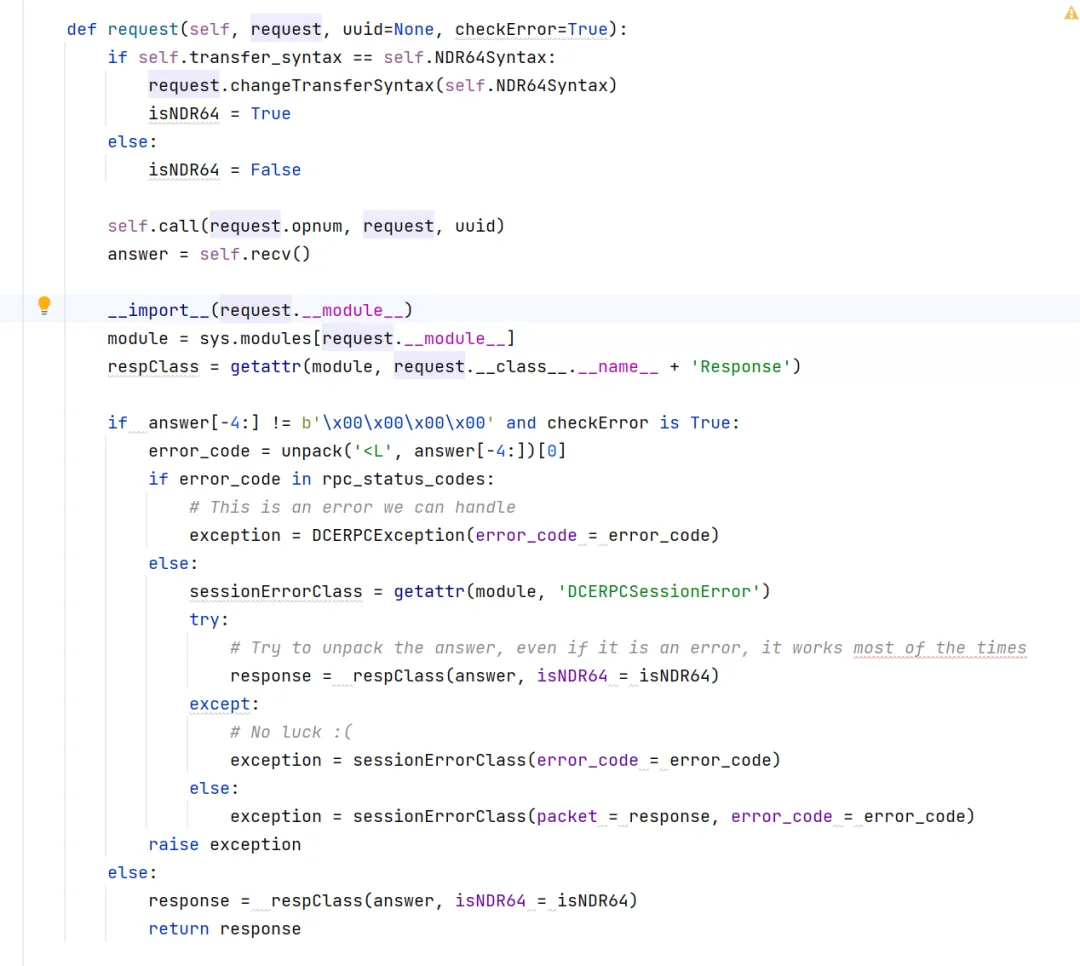 def request(self, request, uuid=None, checkError=True):
    if self.transfer_syntax == self.NDR64Syntax:
        request.changeTransferSyntax(self.NDR64Syntax)
        isNDR64 = True
    else:
        isNDR64 = False
    self.call(request.opnum, request, uuid)
    answer = self.recv()
    __import__(request.__module__)
    module = sys.modules[request.__module__]
    respClass = getattr(module, request.__class__.__name__ + 'Response')
    if  answer[-4:] != b'\x00\x00\x00\x00' and checkError is True:
        error_code = unpack('<L', answer[-4:])[0]
        if error_code in rpc_status_codes:
            # This is an error we can handle
            exception = DCERPCException(error_code = error_code)
        else:
            sessionErrorClass = getattr(module, 'DCERPCSessionError')
            try:
                # Try to unpack the answer, even if it is an error, it works most of the times
                response =  respClass(answer, isNDR64 = isNDR64)
            except:
                # No luck :(
                exception = sessionErrorClass(error_code = error_code)
            else:
                exception = sessionErrorClass(packet = response, error_code = error_code)
        raise exception
    else:
        response =  respClass(answer, isNDR64 = isNDR64)
        return response